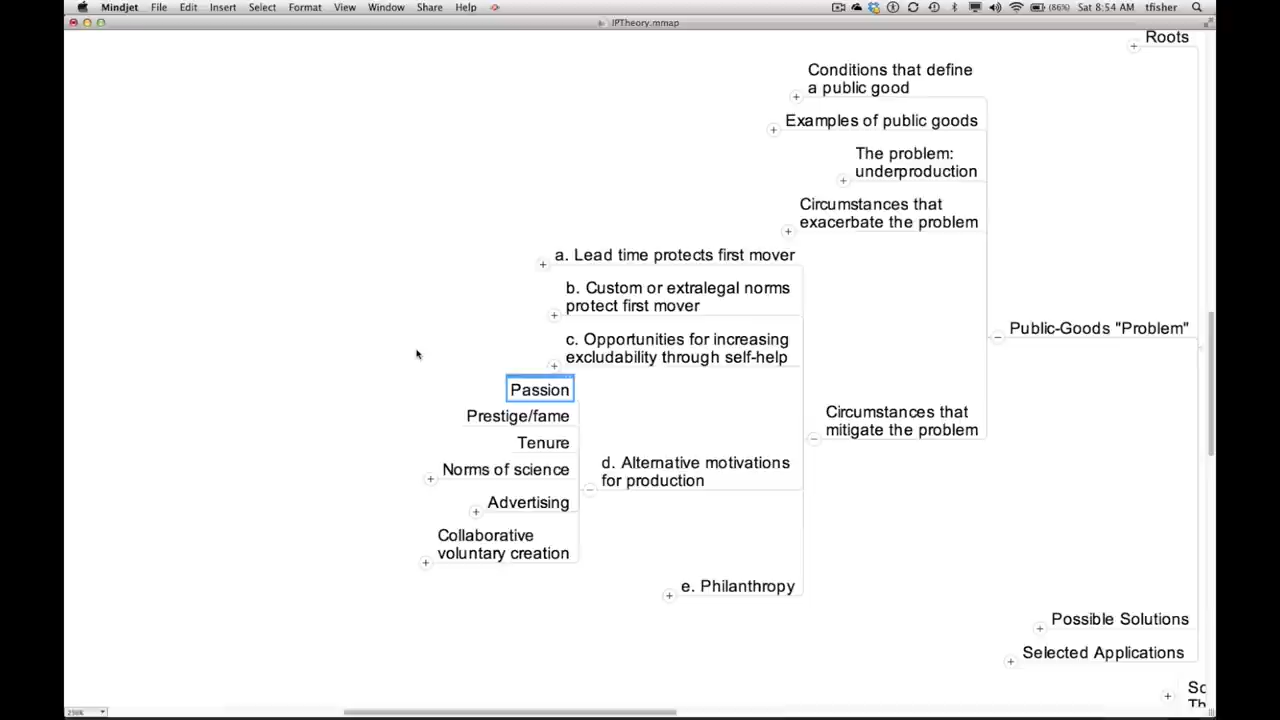 Mindjet File Edit Insert Select Format View Window Share Help
(86%) Sat 8:54 AM tfisher
IPTheory.mmap
Roots
Conditions that define
a public good
Examples of public goods
The problem:
underproduction
Circumstances that
exacerbate the problem
a. Lead time protects first mover
b. Custom or extralegal norms
protect first mover
c. Opportunities for increasing
excludability through self-help
Public-Goods "Problem"
Passion
Prestige/fame
Tenure
Norms of science
Advertising
Collaborative
voluntary creation
d. Alternative motivations
for production
Circumstances that
mitigate the problem
e. Philanthropy
Possible Solutions
Selected Applications